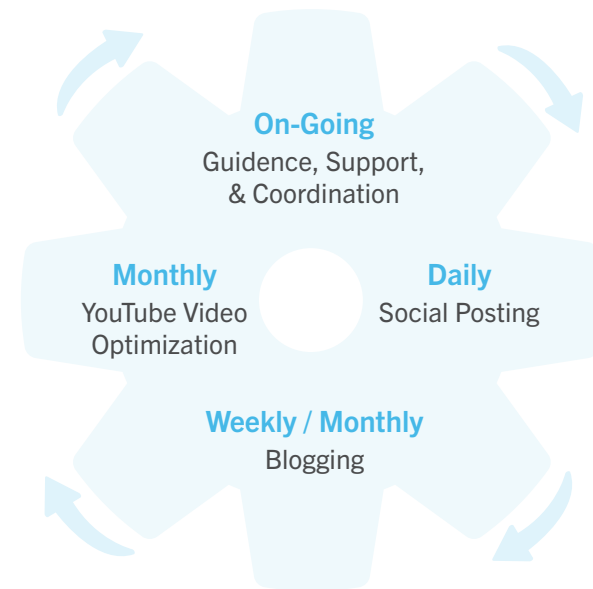 On-Going
Guidence, Support,
& Coordination
Monthly
YouTube Video
Optimization
Daily
Social Posting
Weekly / Monthly
Blogging